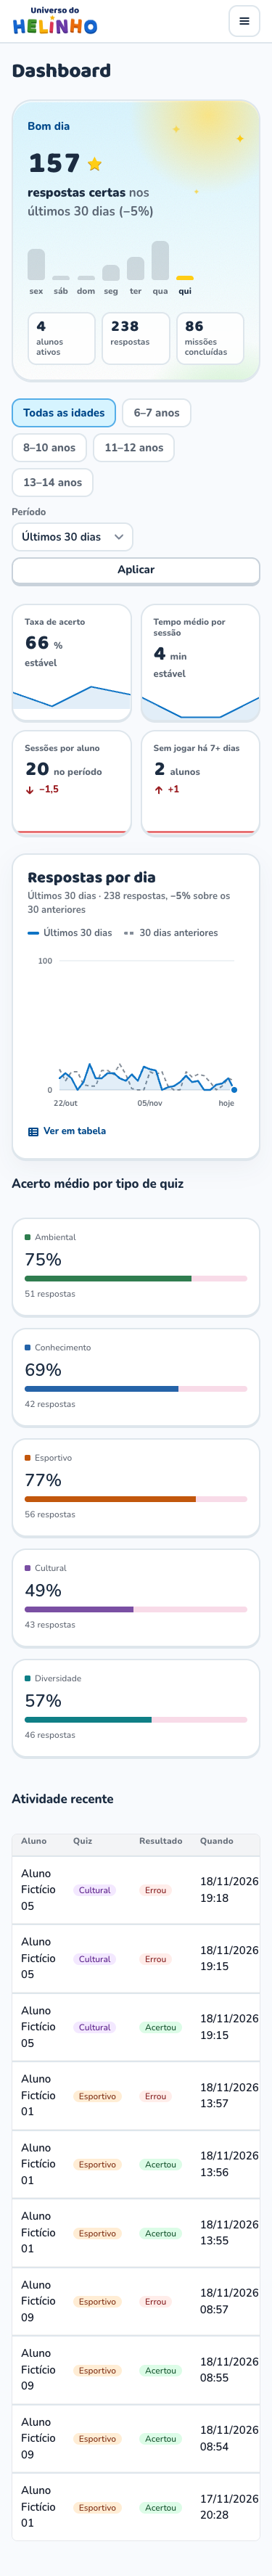 Universo do
HELINHO
Dashboard
Bom dia
157
respostas certas nos
últimos 30 dias (−5%)
sex sáb dom seg ter qua qui
4
alunos
ativos
238
respostas
86
missões
concluídas
Todas as idades
6–7 anos
8–10 anos
11–12 anos
13–14 anos
Período
Últimos 30 dias
Aplicar
Taxa de acerto
66 %
estável
Tempo médio por
sessão
4 min
estável
Sessões por aluno
20 no período
−1,5
Sem jogar há 7+ dias
2 alunos
+1
Respostas por dia
Últimos 30 dias · 238 respostas, −5% sobre os
30 anteriores
Últimos 30 dias
30 dias anteriores
100
0
22/out 05/nov hoje
Ver em tabela
Acerto médio por tipo de quiz
Ambiental
75%
51 respostas
Conhecimento
69%
42 respostas
Esportivo
77%
56 respostas
Cultural
49%
43 respostas
Diversidade
57%
46 respostas
Atividade recente
Aluno Quiz Resultado Quando
Aluno
Fictício
05
Cultural
Errou
18/11/2026
19:18
Aluno
Fictício
05
Cultural
Errou
18/11/2026
19:15
Aluno
Fictício
05
Cultural
Acertou
18/11/2026
19:15
Aluno
Fictício
01
Esportivo
Errou
18/11/2026
13:57
Aluno
Fictício
01
Esportivo
Acertou
18/11/2026
13:56
Aluno
Fictício
01
Esportivo
Acertou
18/11/2026
13:55
Aluno
Fictício
09
Esportivo
Errou
18/11/2026
08:57
Aluno
Fictício
09
Esportivo
Acertou
18/11/2026
08:55
Aluno
Fictício
09
Esportivo
Acertou
18/11/2026
08:54
Aluno
Fictício
01
Esportivo
Acertou
17/11/2026
20:28